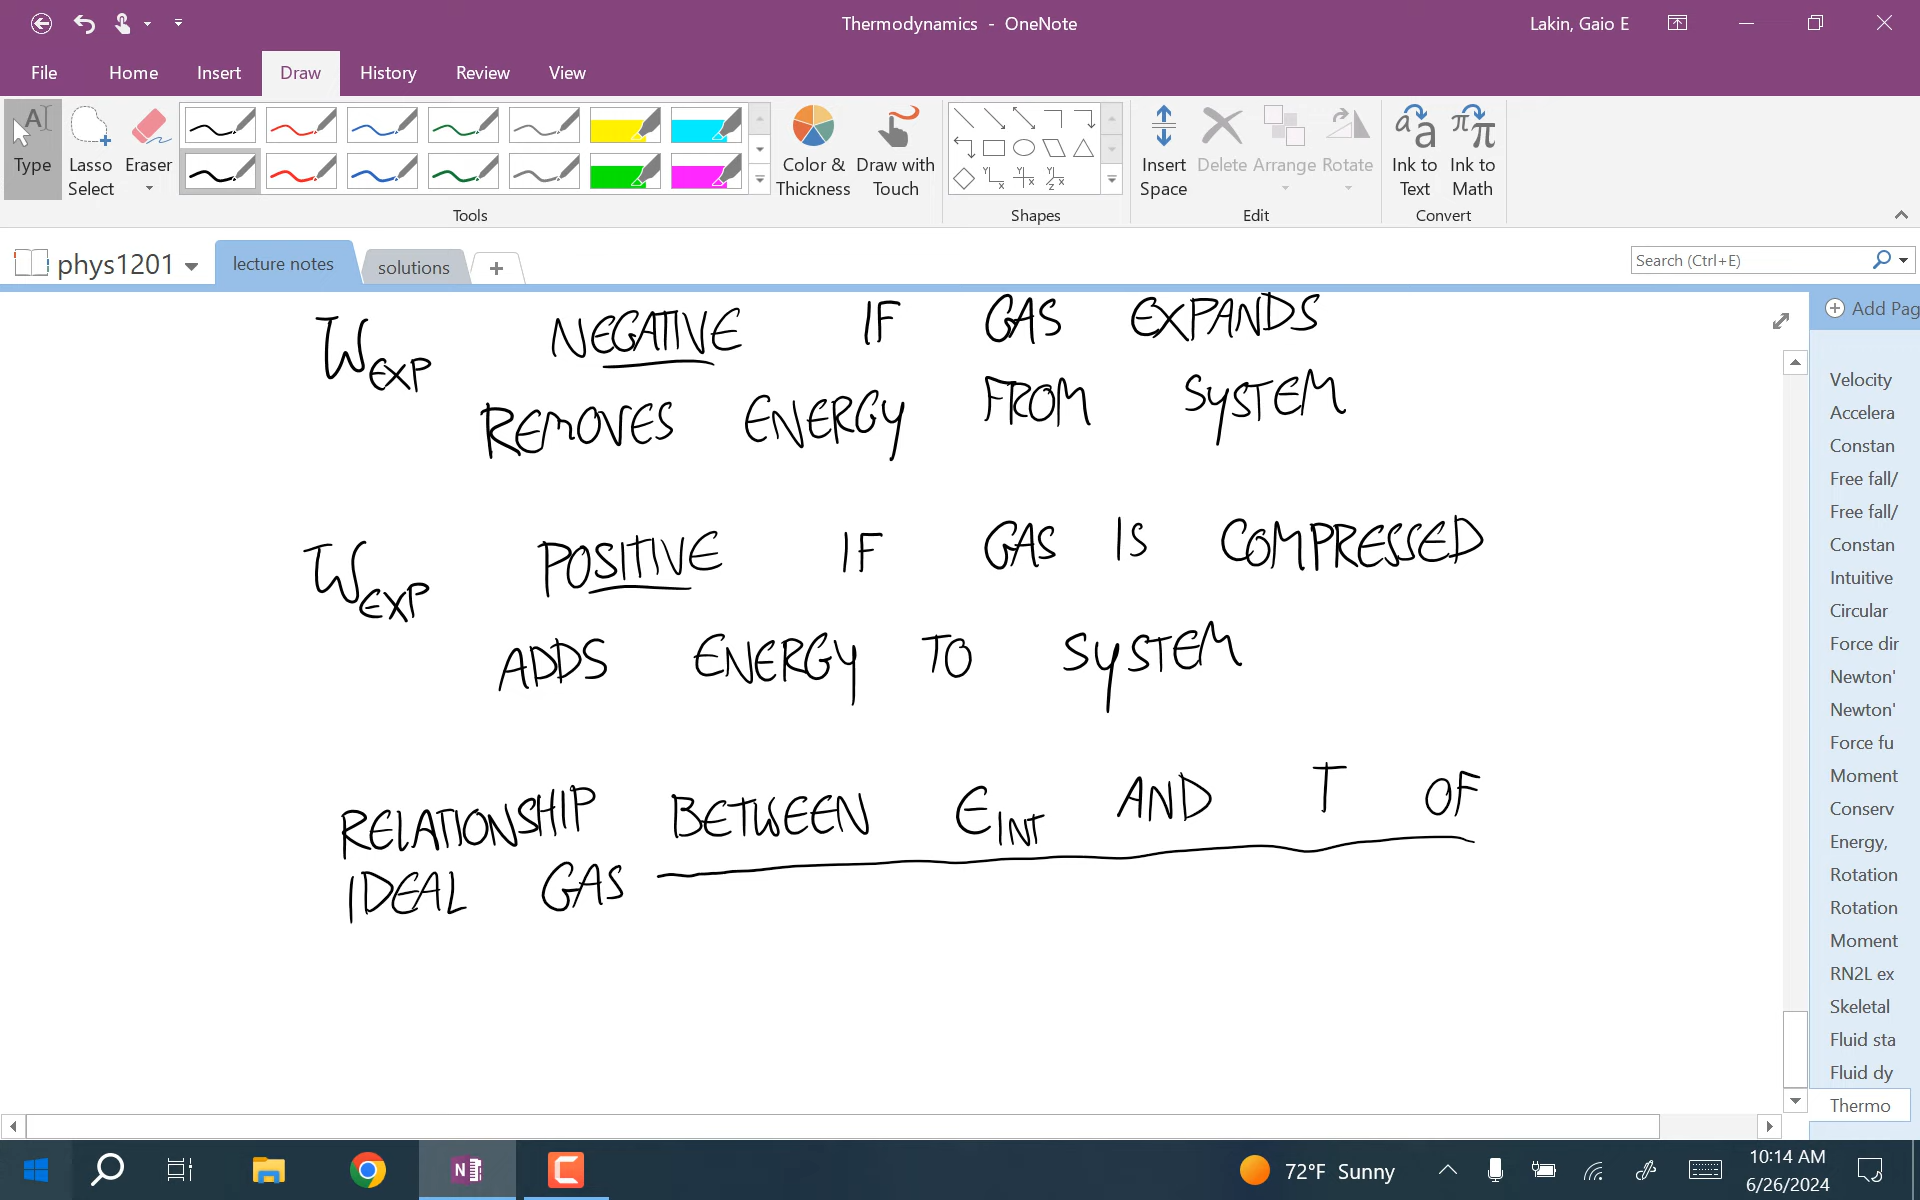 Thermodynamics - OneNote
Lakin, Gaio E
File Home Insert Draw History Review View
Type
Lasso Select
Eraser
Color & Thickness
Draw with Touch
Insert Space
Delete
Arrange
Rotate
Ink to Text
Ink to Math
Tools
Shapes
Edit
Convert
phys1201
lecture notes
solutions
Search (Ctrl+E)
WEXP NEGATIVE IF GAS EXPANDS
REMOVES ENERGY FROM SYSTEM
WEXP POSITIVE IF GAS IS COMPRESSED
ADDS ENERGY TO SYSTEM
RELATIONSHIP BETWEEN EINT AND T OF
IDEAL GAS
Add Pag
Velocity
Accelera
Constan
Free fall/
Free fall/
Constan
Intuitive
Circular
Force dir
Newton'
Newton'
Force fu
Moment
Conserv
Energy,
Rotation
Rotation
Moment
RN2L ex
Skeletal
Fluid sta
Fluid dy
Thermo
72°F Sunny
10:14 AM
6/26/2024